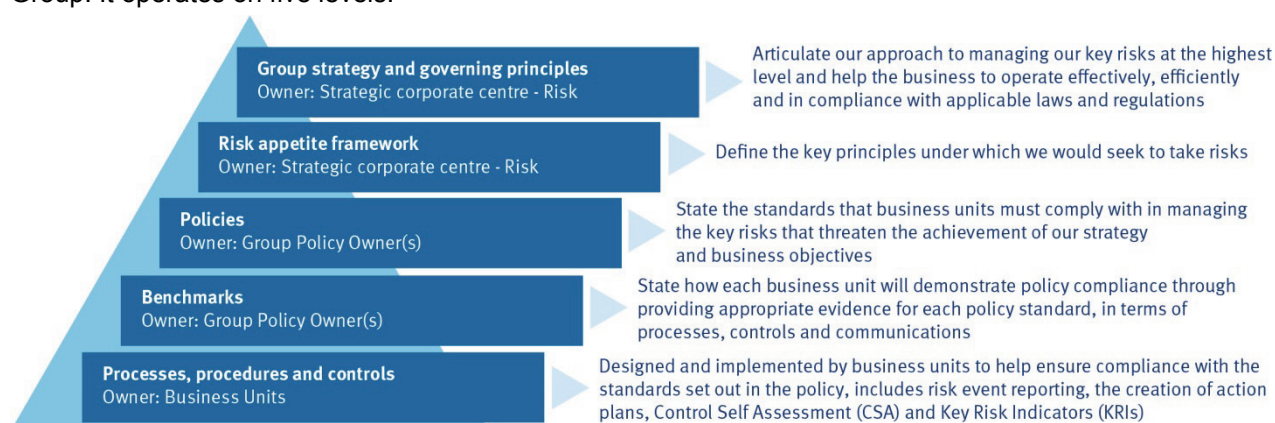 Group. It operates on five levels.
Group strategy and governing principles
Owner: Strategic corporate centre - Risk
Articulate our approach to managing our key risks at the highest
level and help the business to operate effectively, efficiently
and in compliance with applicable laws and regulations
Risk appetite framework
Owner: Strategic corporate centre - Risk
Define the key principles under which we would seek to take risks
Policies
Owner: Group Policy Owner(s)
State the standards that business units must comply with in managing
the key risks that threaten the achievement of our strategy
and business objectives
Benchmarks
Owner: Group Policy Owner(s)
State how each business unit will demonstrate policy compliance through
providing appropriate evidence for each policy standard, in terms of
processes, controls and communications
Processes, procedures and controls
Owner: Business Units
Designed and implemented by business units to help ensure compliance with the
standards set out in the policy, includes risk event reporting, the creation of action
plans, Control Self Assessment (CSA) and Key Risk Indicators (KRIs)